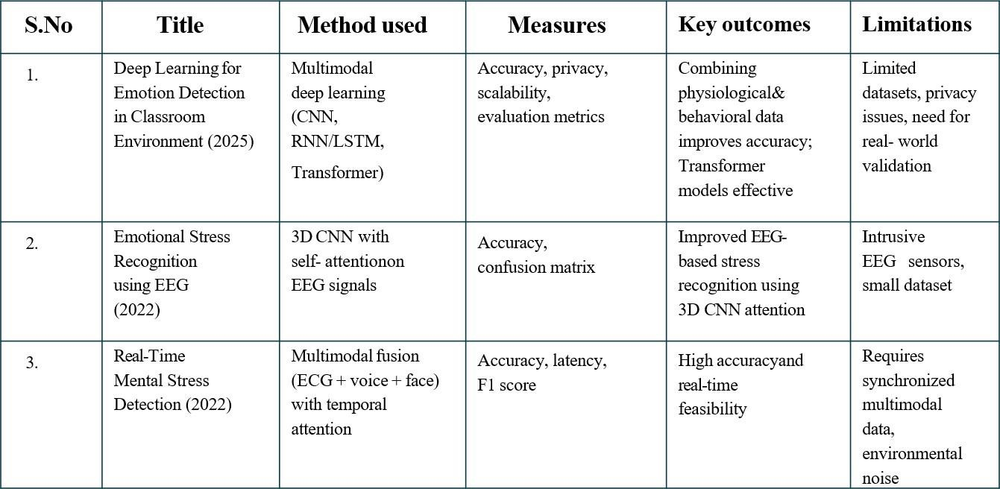 S.No
Title
Method used
Measures
Key outcomes
Limitations
1.
Deep Learning for
Emotion Detection
in Classroom
Environment (2025)
Multimodal
deep learning
(CNN,
RNN/LSTM,
Transformer)
Accuracy, privacy,
scalability,
evaluation metrics
Combining
physiological&
behavioral data
improves accuracy;
Transformer
models effective
Limited
datasets, privacy
issues, need for
real- world
validation
2.
Emotional Stress
Recognition
using EEG
(2022)
3D CNN with
self- attentionon
EEG signals
Accuracy,
confusion matrix
Improved EEG-
based stress
recognition using
3D CNN attention
Intrusive
EEG sensors,
small dataset
3.
Real-Time
Mental Stress
Detection (2022)
Multimodal fusion
(ECG + voice + face)
with temporal
attention
Accuracy, latency,
F1 score
High accuracyand
real-time
feasibility
Requires
synchronized
multimodal
data,
environmental
noise